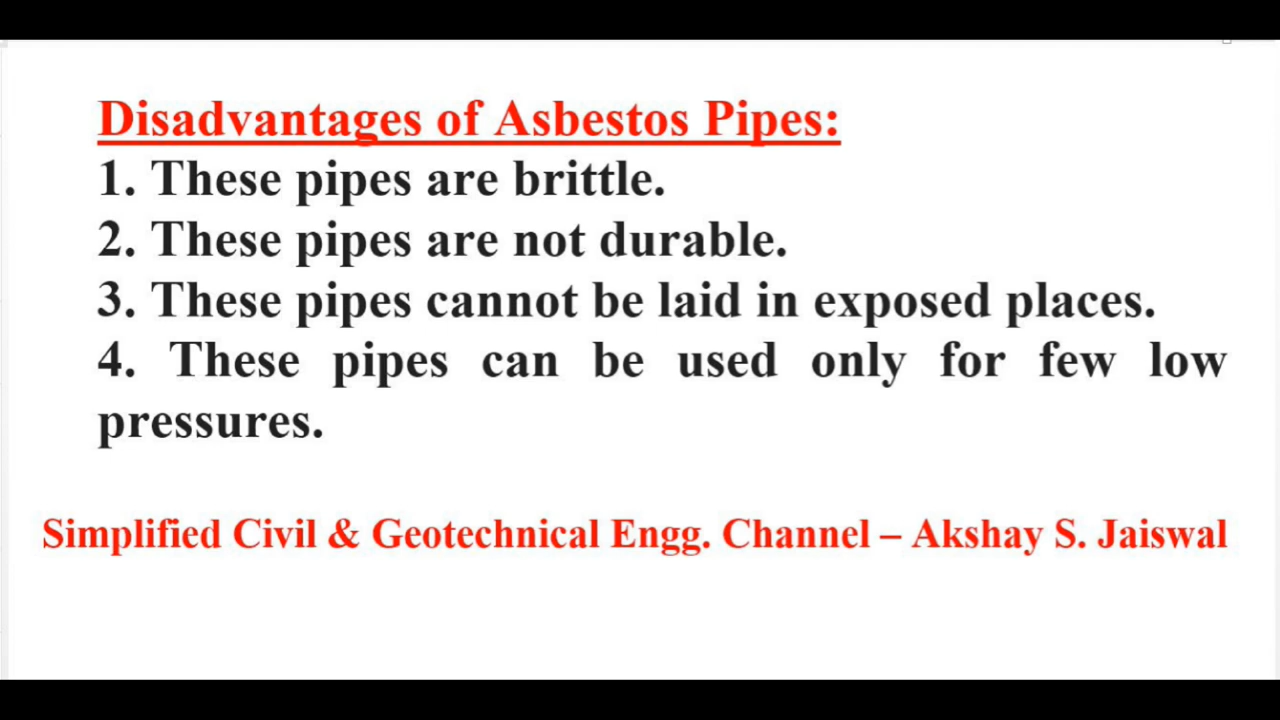 Disadvantages of Asbestos Pipes:
1. These pipes are brittle.
2. These pipes are not durable.
3. These pipes cannot be laid in exposed places.
4. These pipes can be used only for few low
pressures.
Simplified Civil & Geotechnical Engg. Channel – Akshay S. Jaiswal